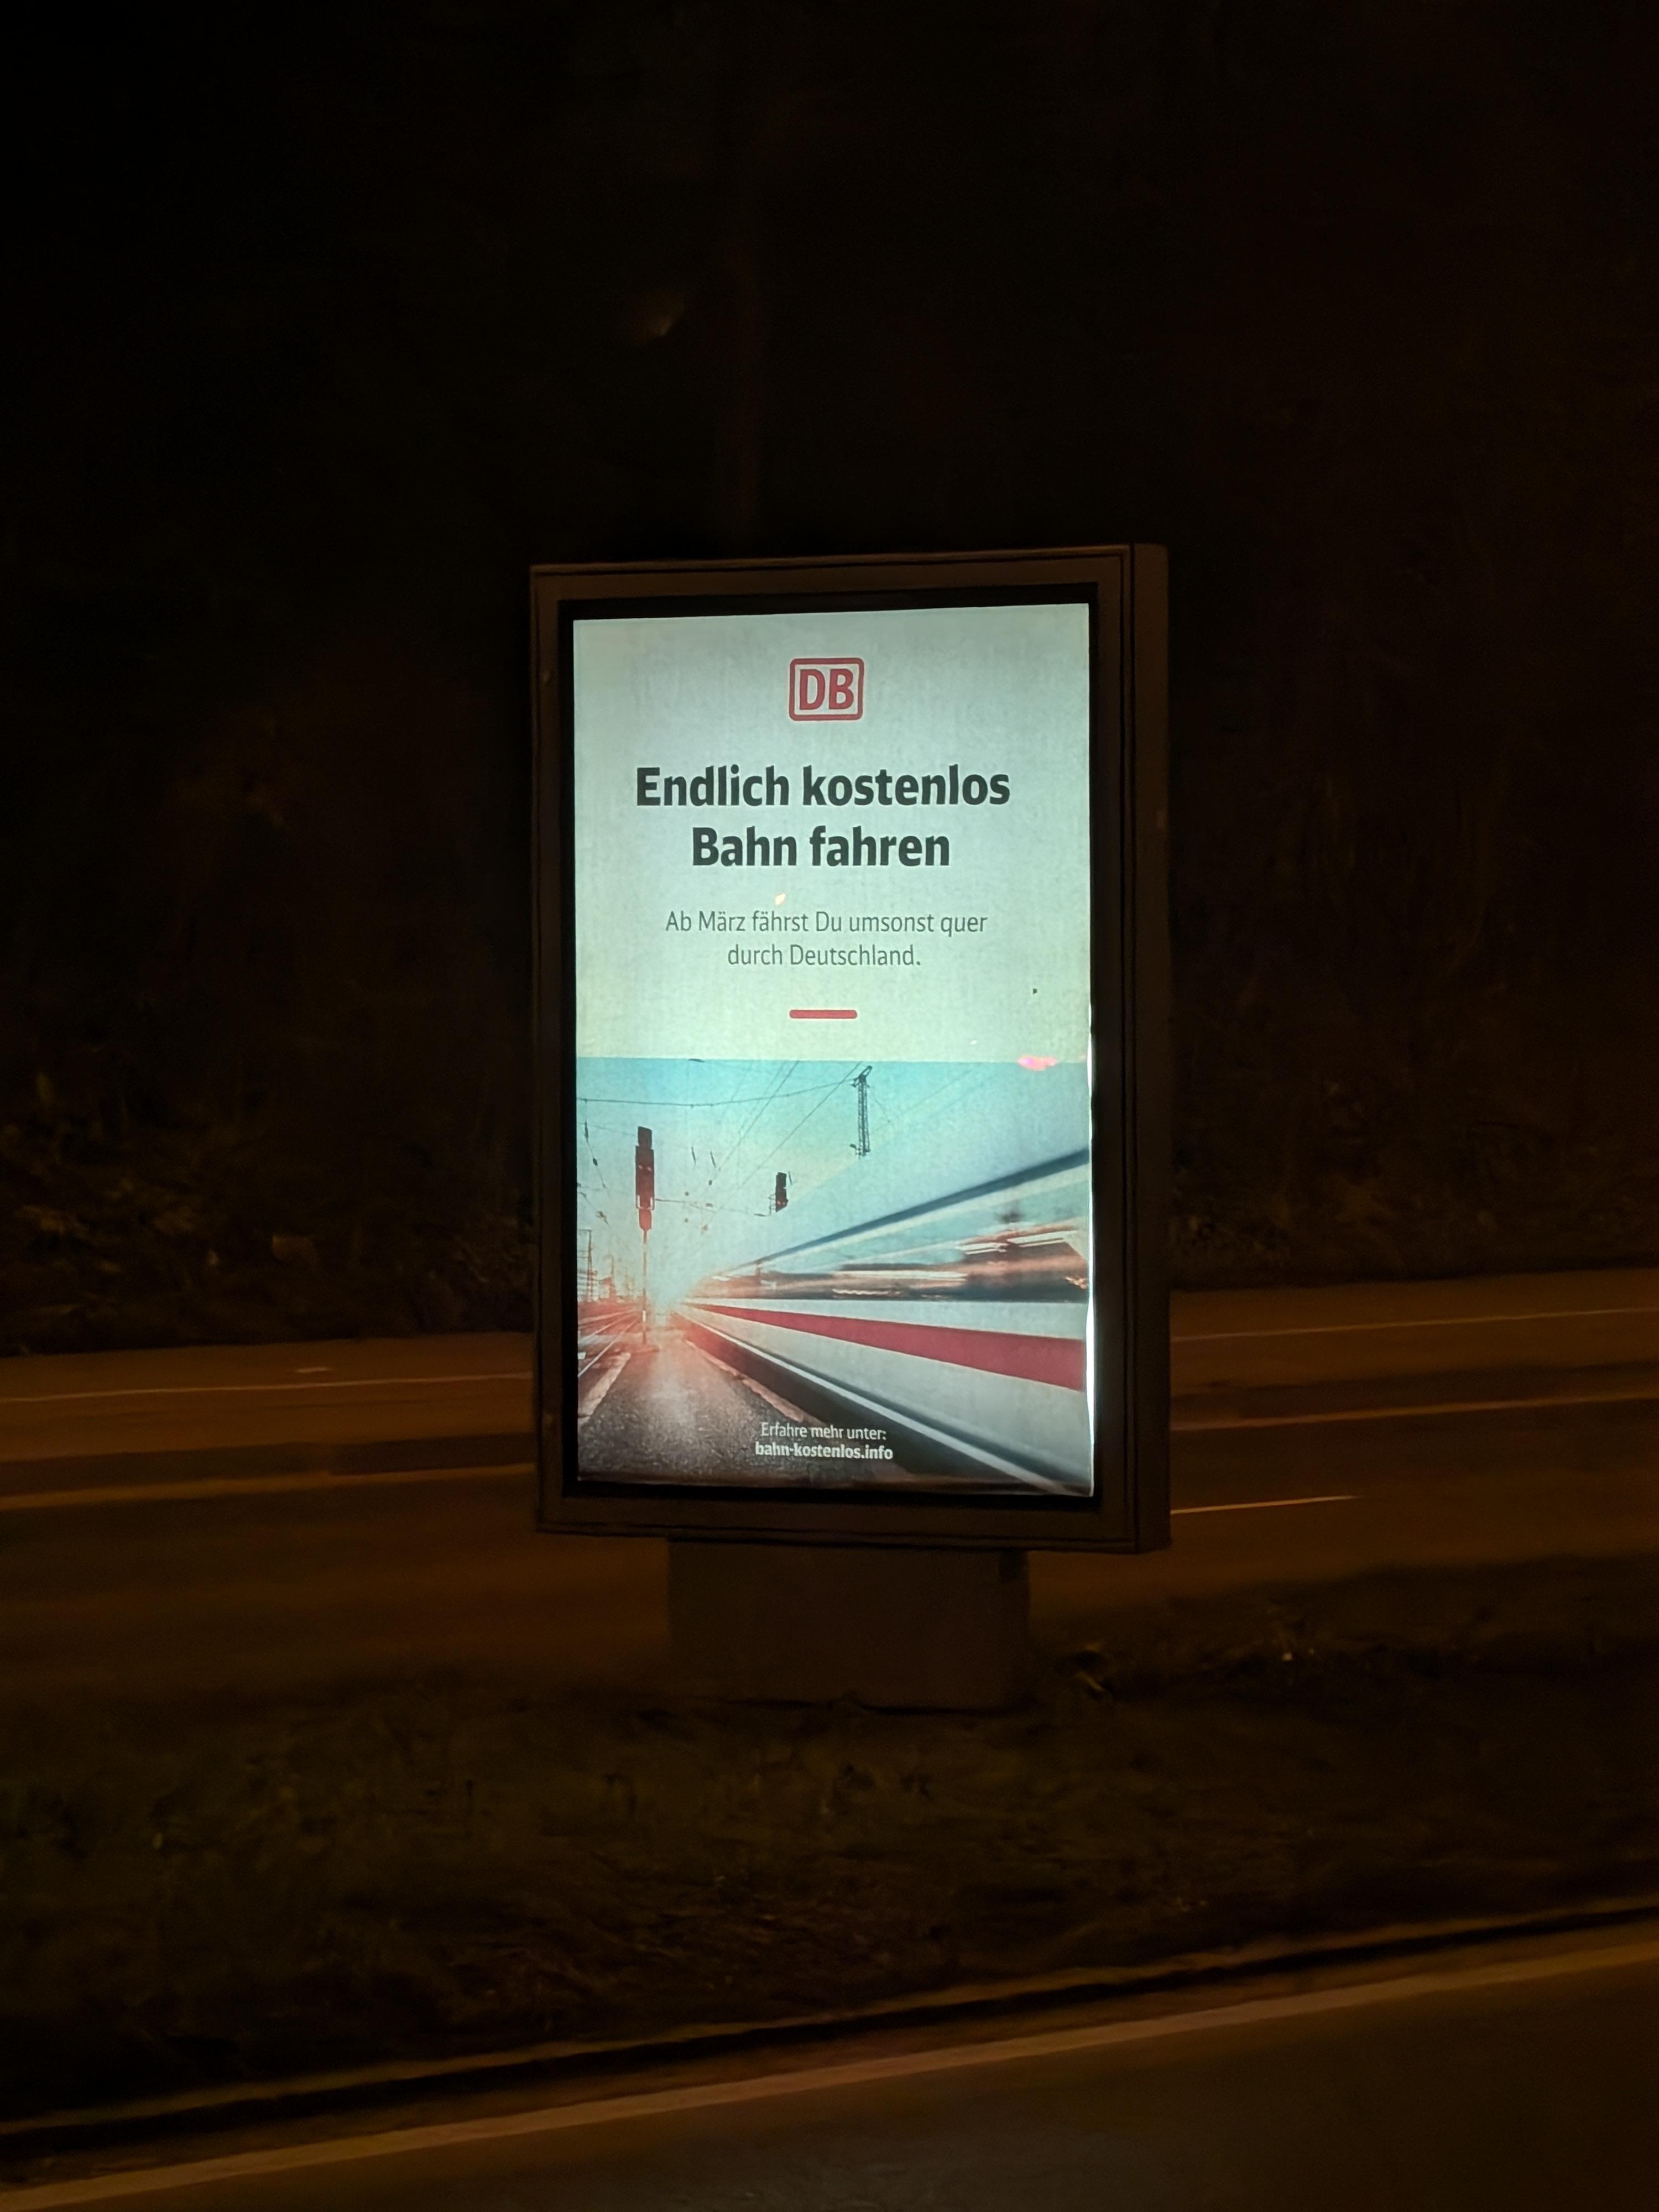 DB
Endlich kostenlos
Bahn fahren
Ab März fährst Du umsonst quer
durch Deutschland.
Erfahre mehr unter:
bahn-kostenlos.info